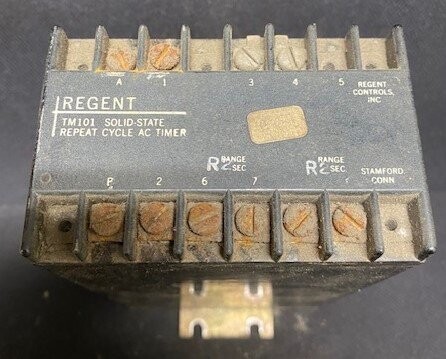 A 1 3 4 5
REGENT CONTROLS, INC
REGENT
TM101 SOLID-STATE
REPEAT CYCLE AC TIMER
R2 RANGE SEC
R2 RANGE SEC
STAMFORD CONN
P 2 6 7